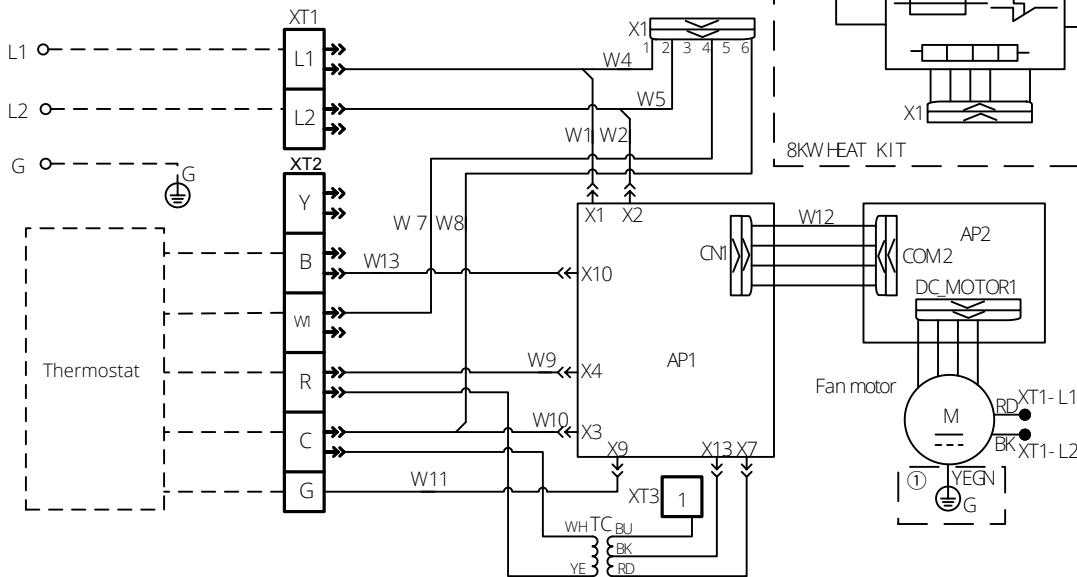 XT1
L1
L1
X1
1 2 3 4 5 6
W4
W5
L2
L2
W1 W2
X1
8KW HEAT KIT
G
G
XT2
Y
X1 X2
W 7 W8
W12
AP2
CN1
COM2
B
W13
X10
DC_MOTOR1
W1
Thermostat
R
W9
X4
AP1
Fan motor
M
RD XT1-L1
BK XT1-L2
C
W10
X3
X9
X13 X7
G
W11
XT3
1
① YEGN
G
WH TC BU
BK
YE
RD